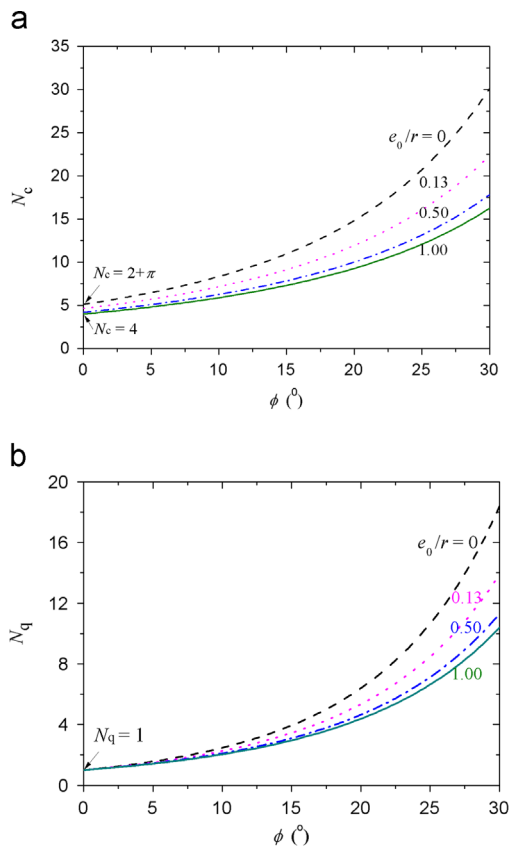 a
35
30
25
20
15
10
5
0
N_c
e_0/r = 0
0.13
0.50
1.00
N_c = 2+π
N_c = 4
0 5 10 15 20 25 30
ϕ (⁰)
b
20
16
12
8
4
0
N_q
e_0/r = 0
0.13
0.50
1.00
N_q = 1
0 5 10 15 20 25 30
ϕ (⁰)